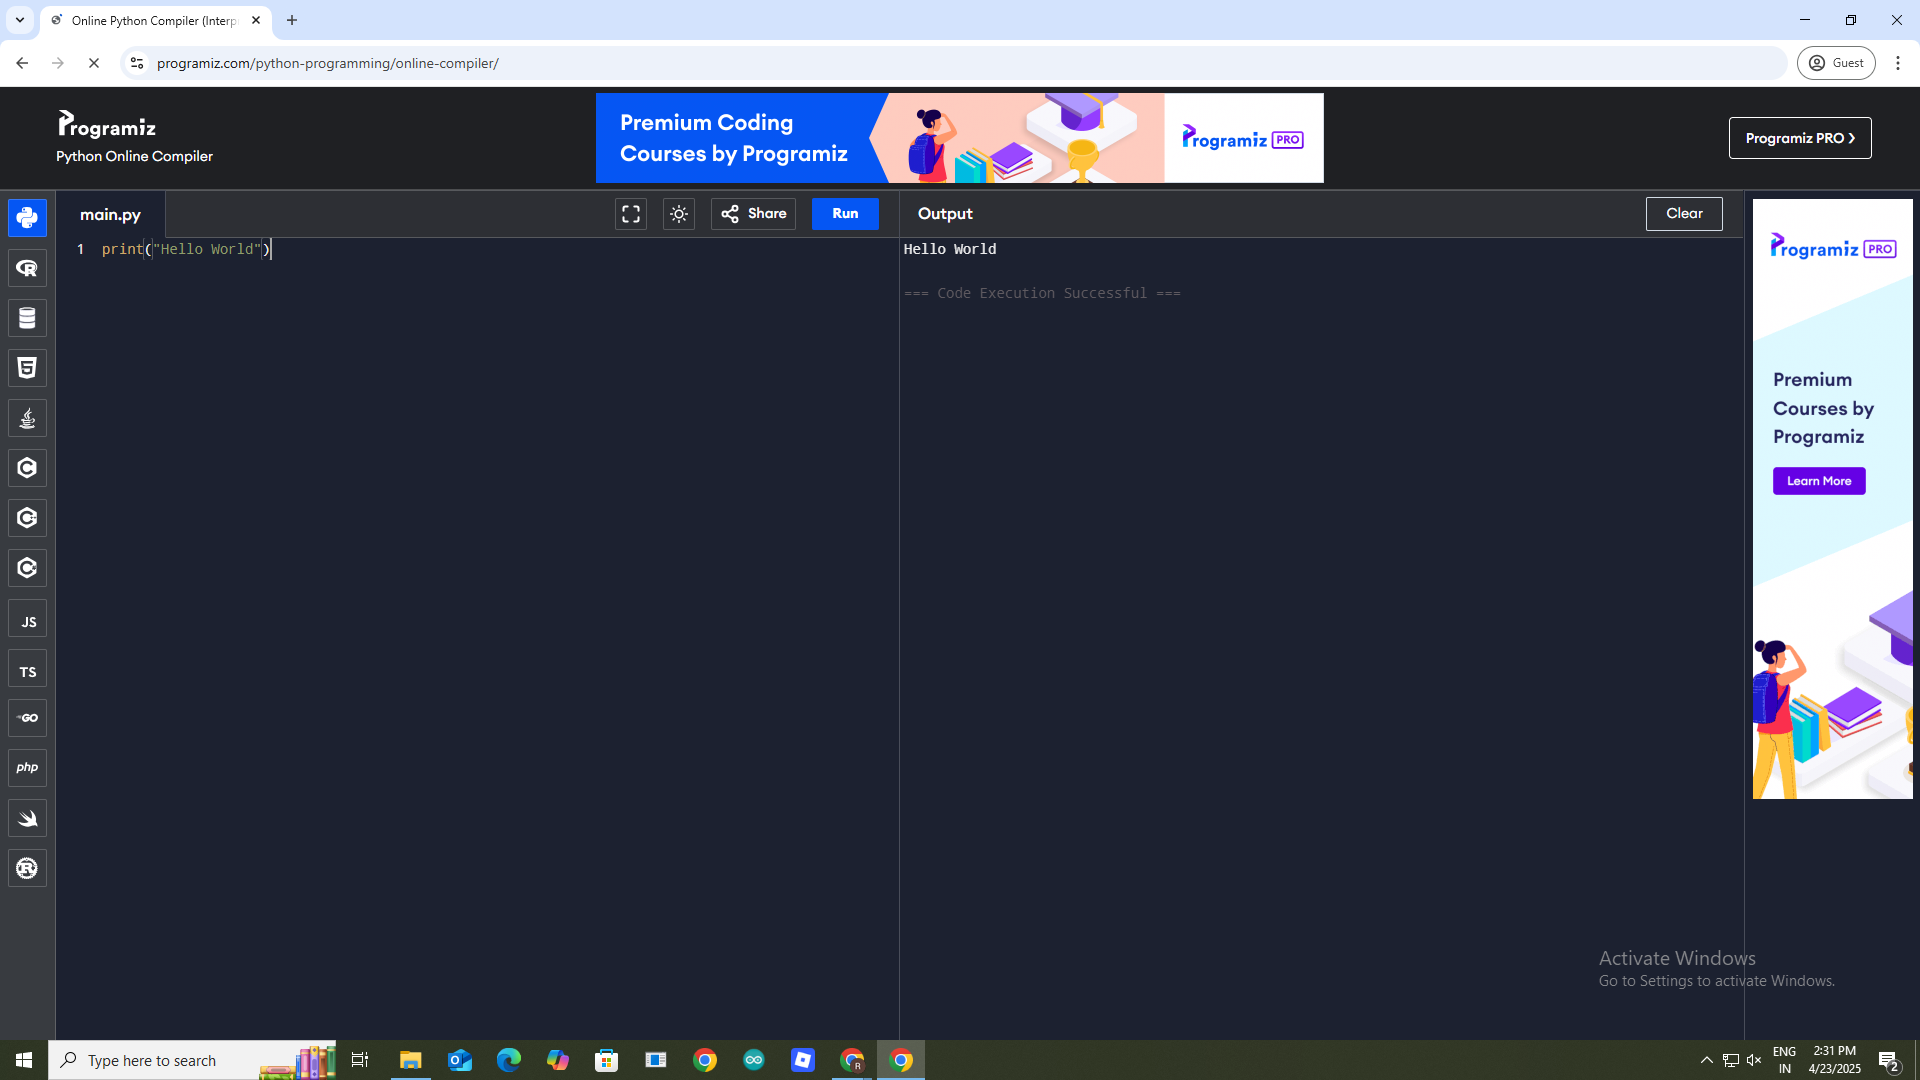 Online Python Compiler (Interp
programiz.com/python-programming/online-compiler/
Guest
Programiz
Python Online Compiler
Premium Coding
Courses by Programiz
Programiz PRO
Programiz PRO ❯
main.py
Share
Run
Output
Clear
1 print("Hello World")
Hello World
=== Code Execution Successful ===
Programiz PRO
Premium
Courses by
Programiz
Learn More
JS
TS
GO
php
Activate Windows
Go to Settings to activate Windows.
Type here to search
ENG
IN
2:31 PM
4/23/2025
2